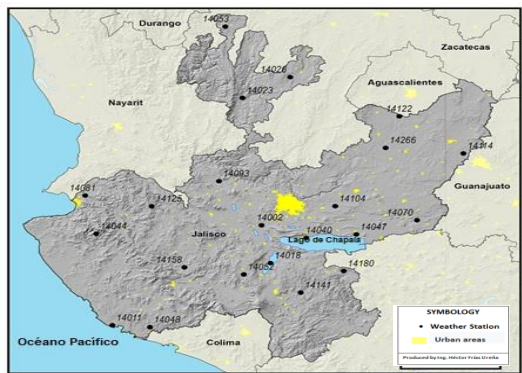 14053
Durango
Zacatecas
14026
Aguascalientes
14023
Nayarit
14122
14266
14114
14093
Guanajuato
14081
14125
14104
14070
14002
14044
Jalisco
14040
14047
Lago de Chapala
14018
14158
14052
14180
14141
SYMBOLOGY
Weather Station
Urban areas
14011
14048
Océano Pacífico
Colima
Produced by Ing. Héctor Frías Ureña